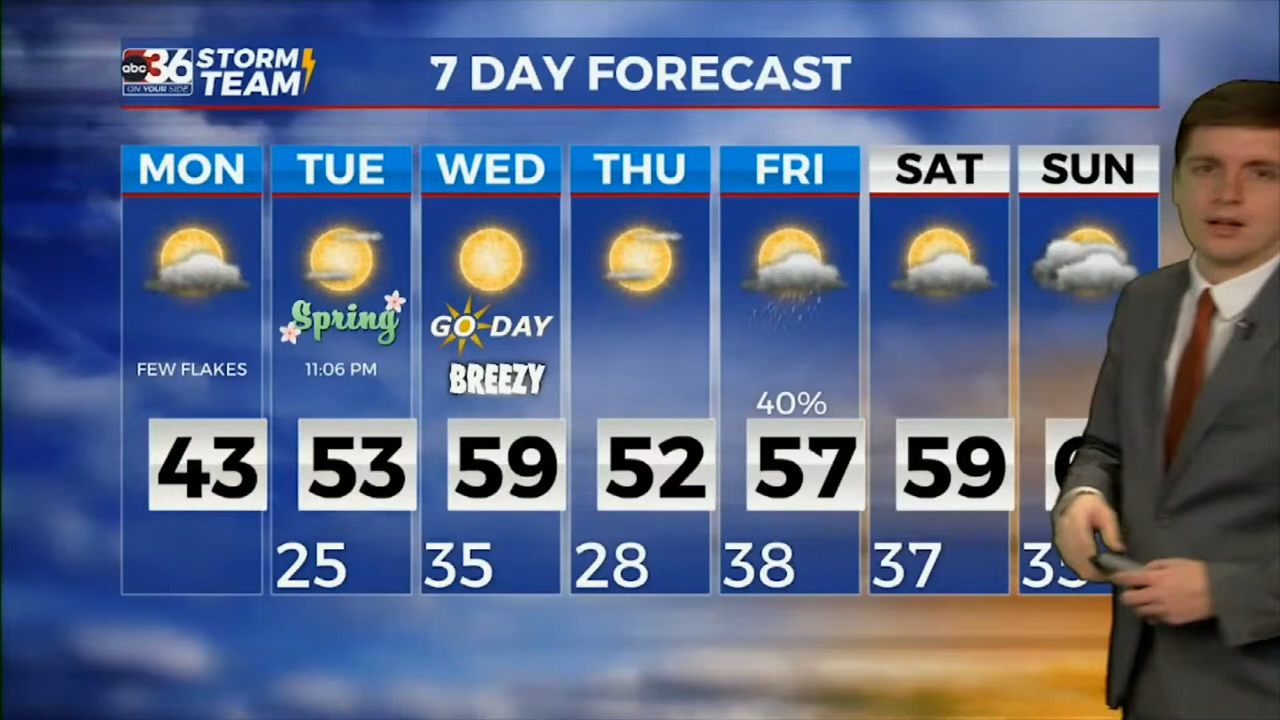 abc 36
ON YOUR SIDE
STORM
TEAM
7 DAY FORECAST
MON TUE WED THU FRI SAT SUN
Spring
GO DAY
FEW FLAKES 11:06 PM BREEZY
40%
43 53 59 52 57 59
25 35 28 38 37 35